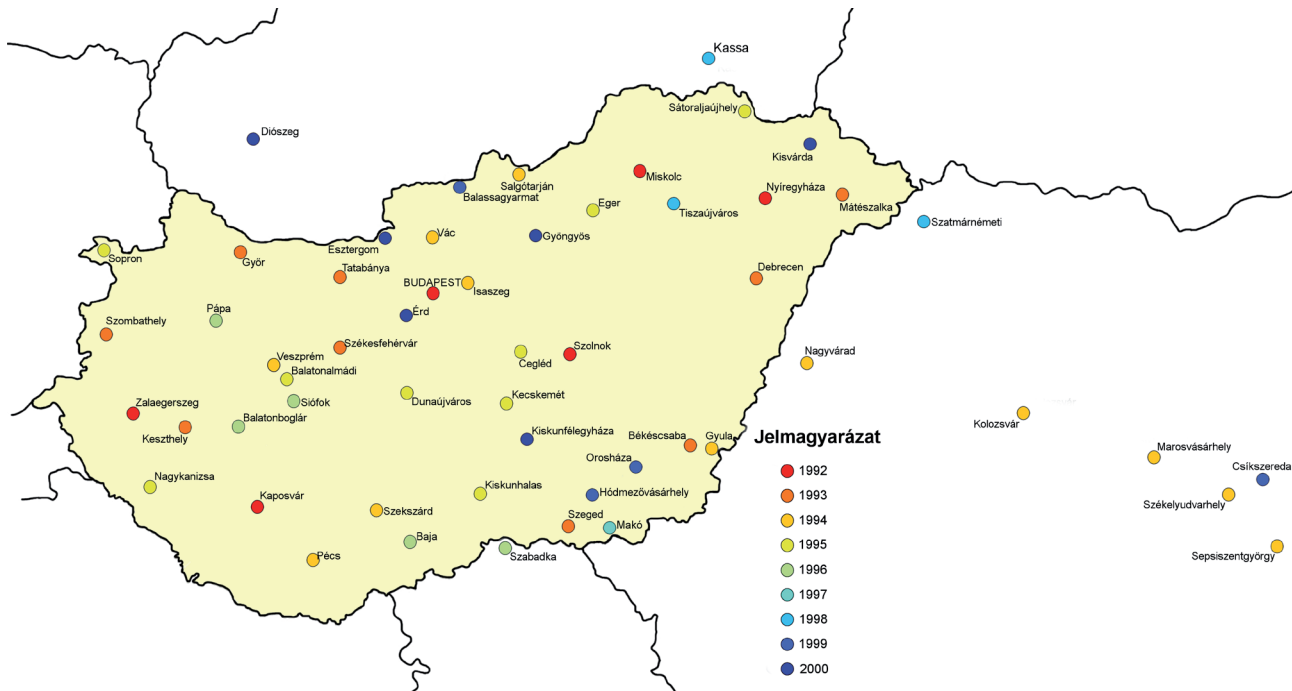 Kassa
Sátoraljaújhely
Diószeg
Kisvárda
Salgótarján
Miskolc
Nyíregyháza
Balassagyarmat
Eger
Tiszaújváros
Mátészalka
Szatmárnémeti
Vác
Esztergom
Gyöngyös
Sopron
Győr
Tatabánya
Debrecen
BUDAPEST
Isaszeg
Pápa
Érd
Szombathely
Székesfehérvár
Szolnok
Veszprém
Cegléd
Nagyvárad
Balatonalmádi
Zalaegerszeg
Siófok
Dunaújváros
Kecskemét
Balatonboglár
Keszthely
Kolozsvár
Kiskunfélegyháza
Békéscsaba
Gyula
Jelmagyarázat
Orosháza
Marosvásárhely
Csíkszereda
Nagykanizsa
Kiskunhalas
Hódmezővásárhely
Kaposvár
Szekszárd
Székelyudvarhely
Szeged
Makó
Baja
Szabadka
Pécs
Sepsiszentgyörgy
1992
1993
1994
1995
1996
1997
1998
1999
2000